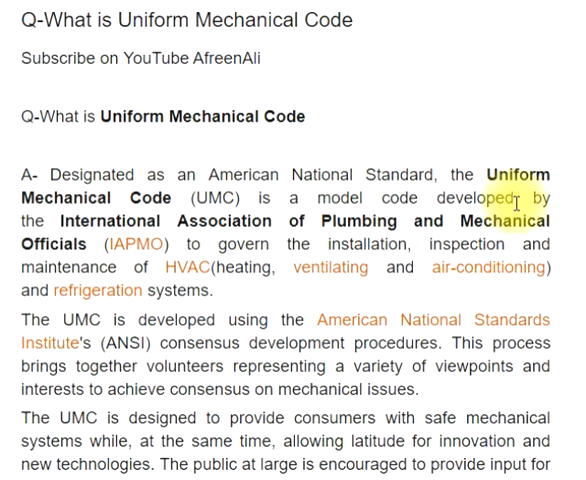 Q-What is Uniform Mechanical Code
Subscribe on YouTube AfreenAli
Q-What is Uniform Mechanical Code
A- Designated as an American National Standard, the Uniform
Mechanical Code (UMC) is a model code developed by
the International Association of Plumbing and Mechanical
Officials (IAPMO) to govern the installation, inspection and
maintenance of HVAC(heating, ventilating and air-conditioning)
and refrigeration systems.
The UMC is developed using the American National Standards
Institute's (ANSI) consensus development procedures. This process
brings together volunteers representing a variety of viewpoints and
interests to achieve consensus on mechanical issues.
The UMC is designed to provide consumers with safe mechanical
systems while, at the same time, allowing latitude for innovation and
new technologies. The public at large is encouraged to provide input for